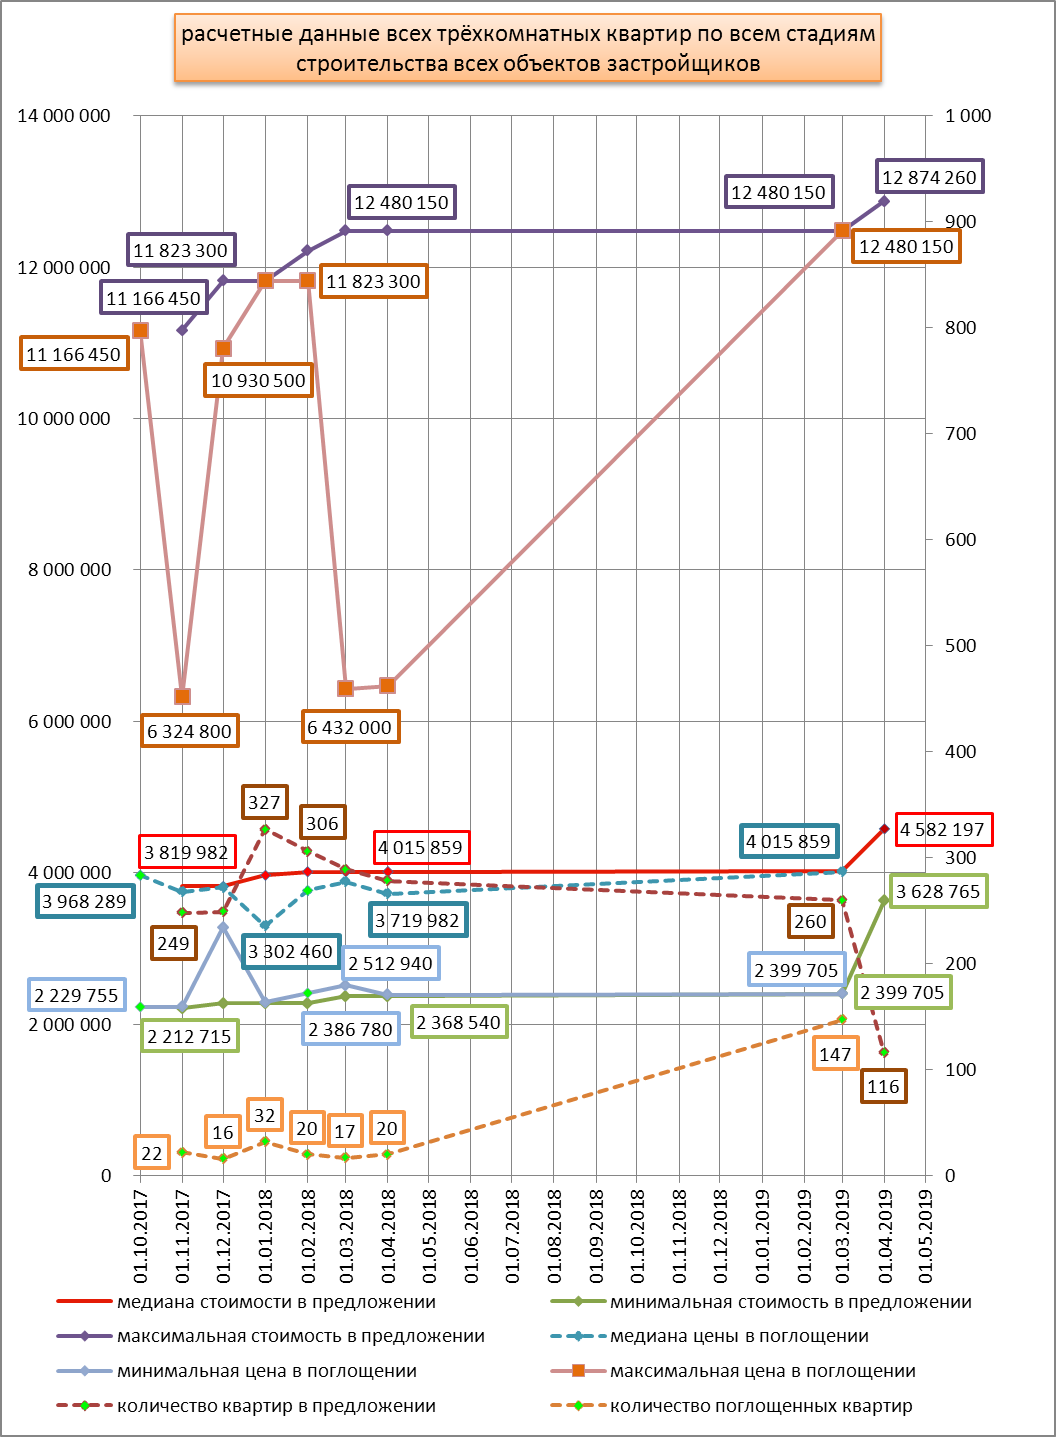 расчетные данные всех трёхкомнатных квартир по всем стадиям
строительства всех объектов застройщиков
14 000 000
12 000 000
10 000 000
8 000 000
6 000 000
4 000 000
2 000 000
0
1 000
900
800
700
600
500
400
300
200
100
0
12 874 260
12 480 150
12 480 150
12 480 150
11 823 300
11 823 300
11 166 450
11 166 450
10 930 500
6 324 800
6 432 000
327
306
3 819 982
4 015 859
4 015 859
4 582 197
3 628 765
3 968 289
3 719 982
249
260
3 302 460
2 512 940
2 399 705
2 399 705
2 229 755
2 212 715
2 386 780
2 368 540
147
116
22
16
32
20
17
20
01.10.2017
01.11.2017
01.12.2017
01.01.2018
01.02.2018
01.03.2018
01.04.2018
01.05.2018
01.06.2018
01.07.2018
01.08.2018
01.09.2018
01.10.2018
01.11.2018
01.12.2018
01.01.2019
01.02.2019
01.03.2019
01.04.2019
01.05.2019
медиана стоимости в предложении
минимальная стоимость в предложении
максимальная стоимость в предложении
медиана цены в поглощении
минимальная цена в поглощении
максимальная цена в поглощении
количество квартир в предложении
количество поглощенных квартир